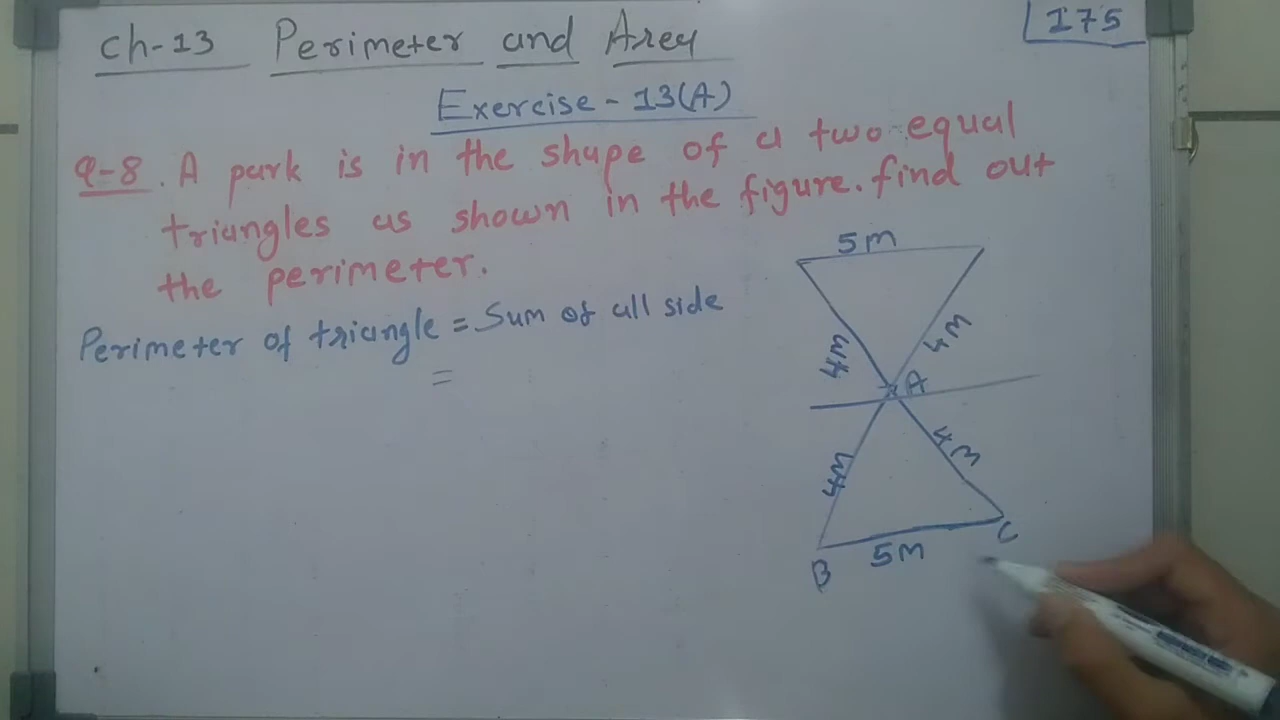 175
Ch-13 Perimeter and Area
Exercise - 13(A)
Q-8. A park is in the shape of a two equal
triangles as shown in the figure. find out
the perimeter.
Perimeter of triangle = Sum of all side
=
5m
4m
4m
A
4m
4m
5m
B
C